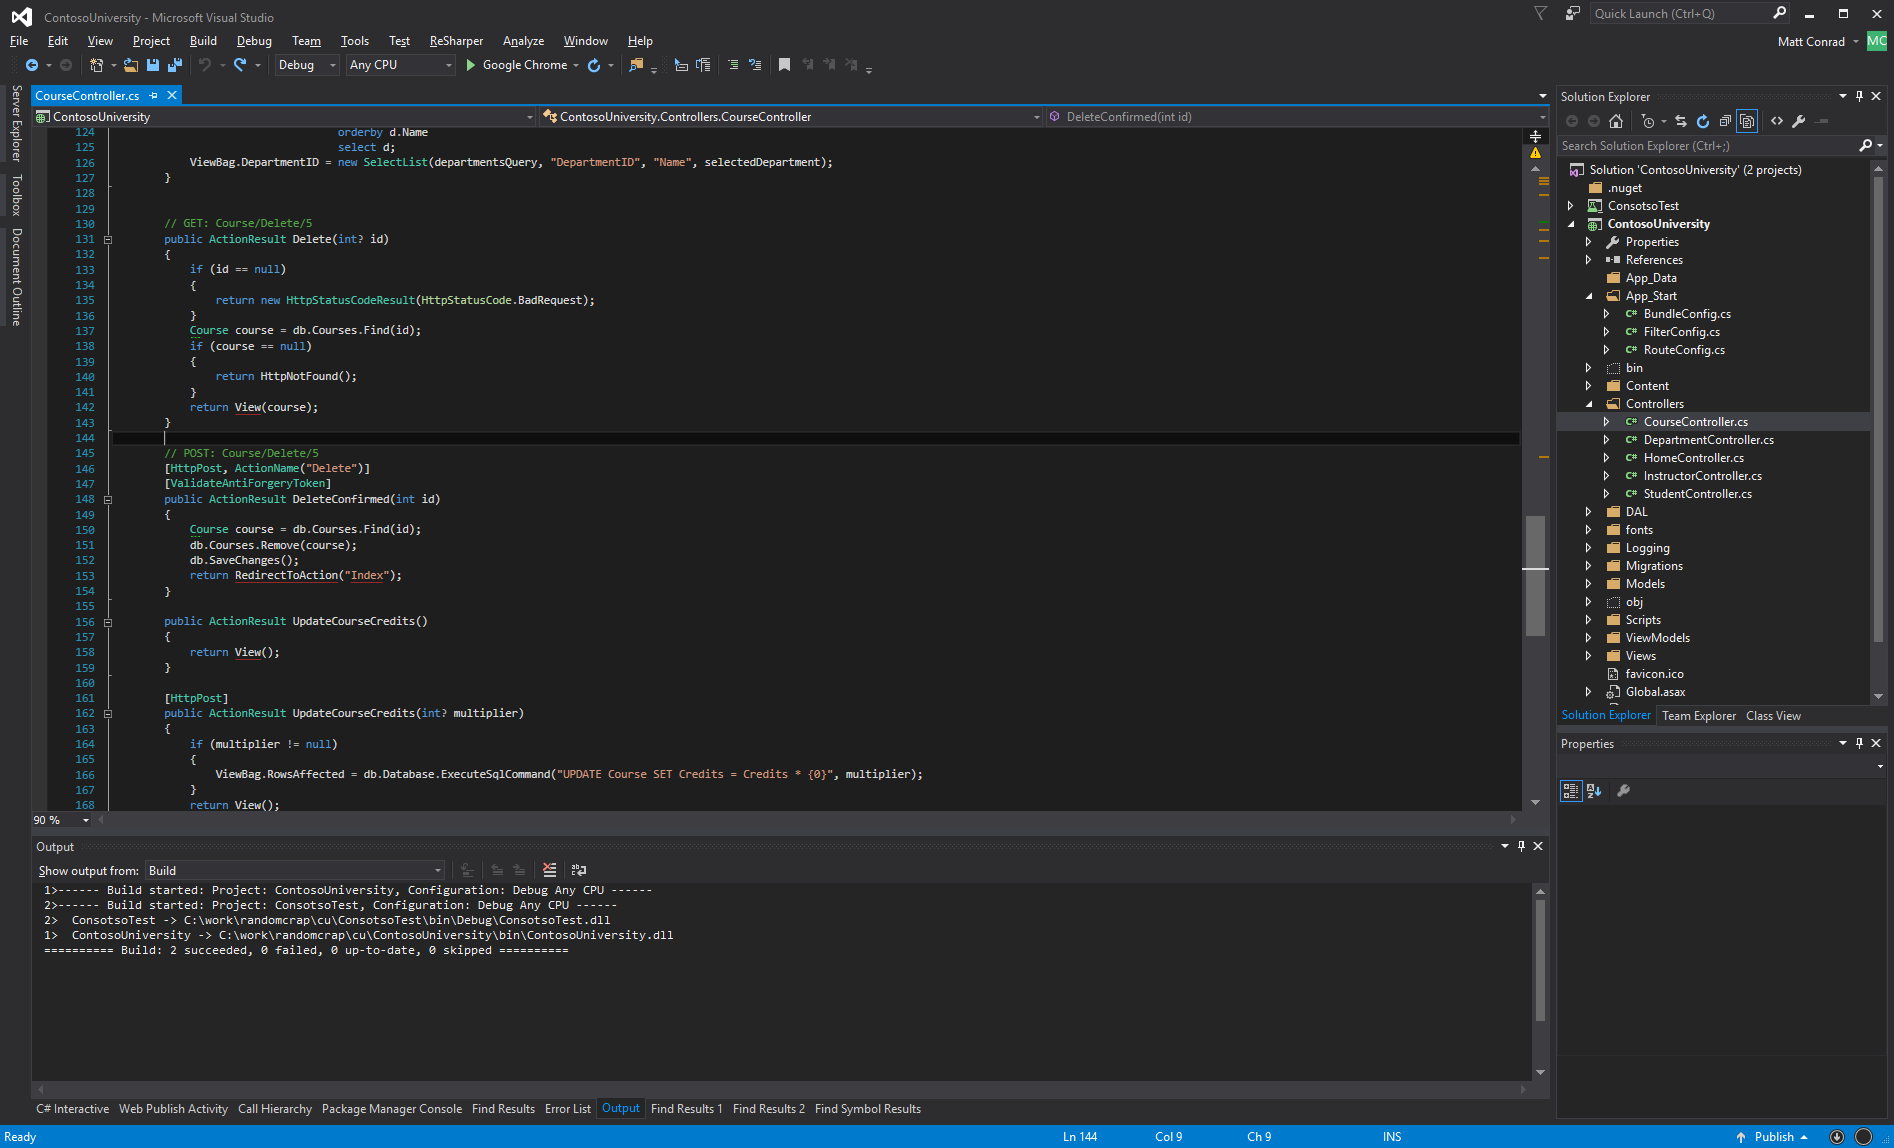 ContosoUniversity - Microsoft Visual Studio
Quick Launch (Ctrl+Q)
File Edit View Project Build Debug Team Tools Test ReSharper Analyze Window Help
Matt Conrad MC
Debug Any CPU Google Chrome
Server Explorer
Toolbox
Document Outline
CourseController.cs
ContosoUniversity ContosoUniversity.Controllers.CourseController DeleteConfirmed(int id)
124 orderby d.Name
125 select d;
126 ViewBag.DepartmentID = new SelectList(departmentsQuery, "DepartmentID", "Name", selectedDepartment);
127 }
128
129
130 // GET: Course/Delete/5
131 public ActionResult Delete(int? id)
132 {
133 if (id == null)
134 {
135 return new HttpStatusCodeResult(HttpStatusCode.BadRequest);
136 }
137 Course course = db.Courses.Find(id);
138 if (course == null)
139 {
140 return HttpNotFound();
141 }
142 return View(course);
143 }
144
145 // POST: Course/Delete/5
146 [HttpPost, ActionName("Delete")]
147 [ValidateAntiForgeryToken]
148 public ActionResult DeleteConfirmed(int id)
149 {
150 Course course = db.Courses.Find(id);
151 db.Courses.Remove(course);
152 db.SaveChanges();
153 return RedirectToAction("Index");
154 }
155
156 public ActionResult UpdateCourseCredits()
157 {
158 return View();
159 }
160
161 [HttpPost]
162 public ActionResult UpdateCourseCredits(int? multiplier)
163 {
164 if (multiplier != null)
165 {
166 ViewBag.RowsAffected = db.Database.ExecuteSqlCommand("UPDATE Course SET Credits = Credits * {0}", multiplier);
167 }
168 return View();
90 %
Output
Show output from: Build
1>------ Build started: Project: ContosoUniversity, Configuration: Debug Any CPU ------
2>------ Build started: Project: ConsotsoTest, Configuration: Debug Any CPU ------
2> ConsotsoTest -> C:\work\randomcrap\cu\ConsotsoTest\bin\Debug\ConsotsoTest.dll
1> ContosoUniversity -> C:\work\randomcrap\cu\ContosoUniversity\bin\ContosoUniversity.dll
========== Build: 2 succeeded, 0 failed, 0 up-to-date, 0 skipped ==========
C# Interactive Web Publish Activity Call Hierarchy Package Manager Console Find Results Error List Output Find Results 1 Find Results 2 Find Symbol Results
Solution Explorer
Search Solution Explorer (Ctrl+;)
Solution 'ContosoUniversity' (2 projects)
.nuget
ConsotsoTest
ContosoUniversity
Properties
References
App_Data
App_Start
C# BundleConfig.cs
C# FilterConfig.cs
C# RouteConfig.cs
bin
Content
Controllers
C# CourseController.cs
C# DepartmentController.cs
C# HomeController.cs
C# InstructorController.cs
C# StudentController.cs
DAL
fonts
Logging
Migrations
Models
obj
Scripts
ViewModels
Views
favicon.ico
Global.asax
Solution Explorer Team Explorer Class View
Properties
Ready Ln 144 Col 9 Ch 9 INS Publish